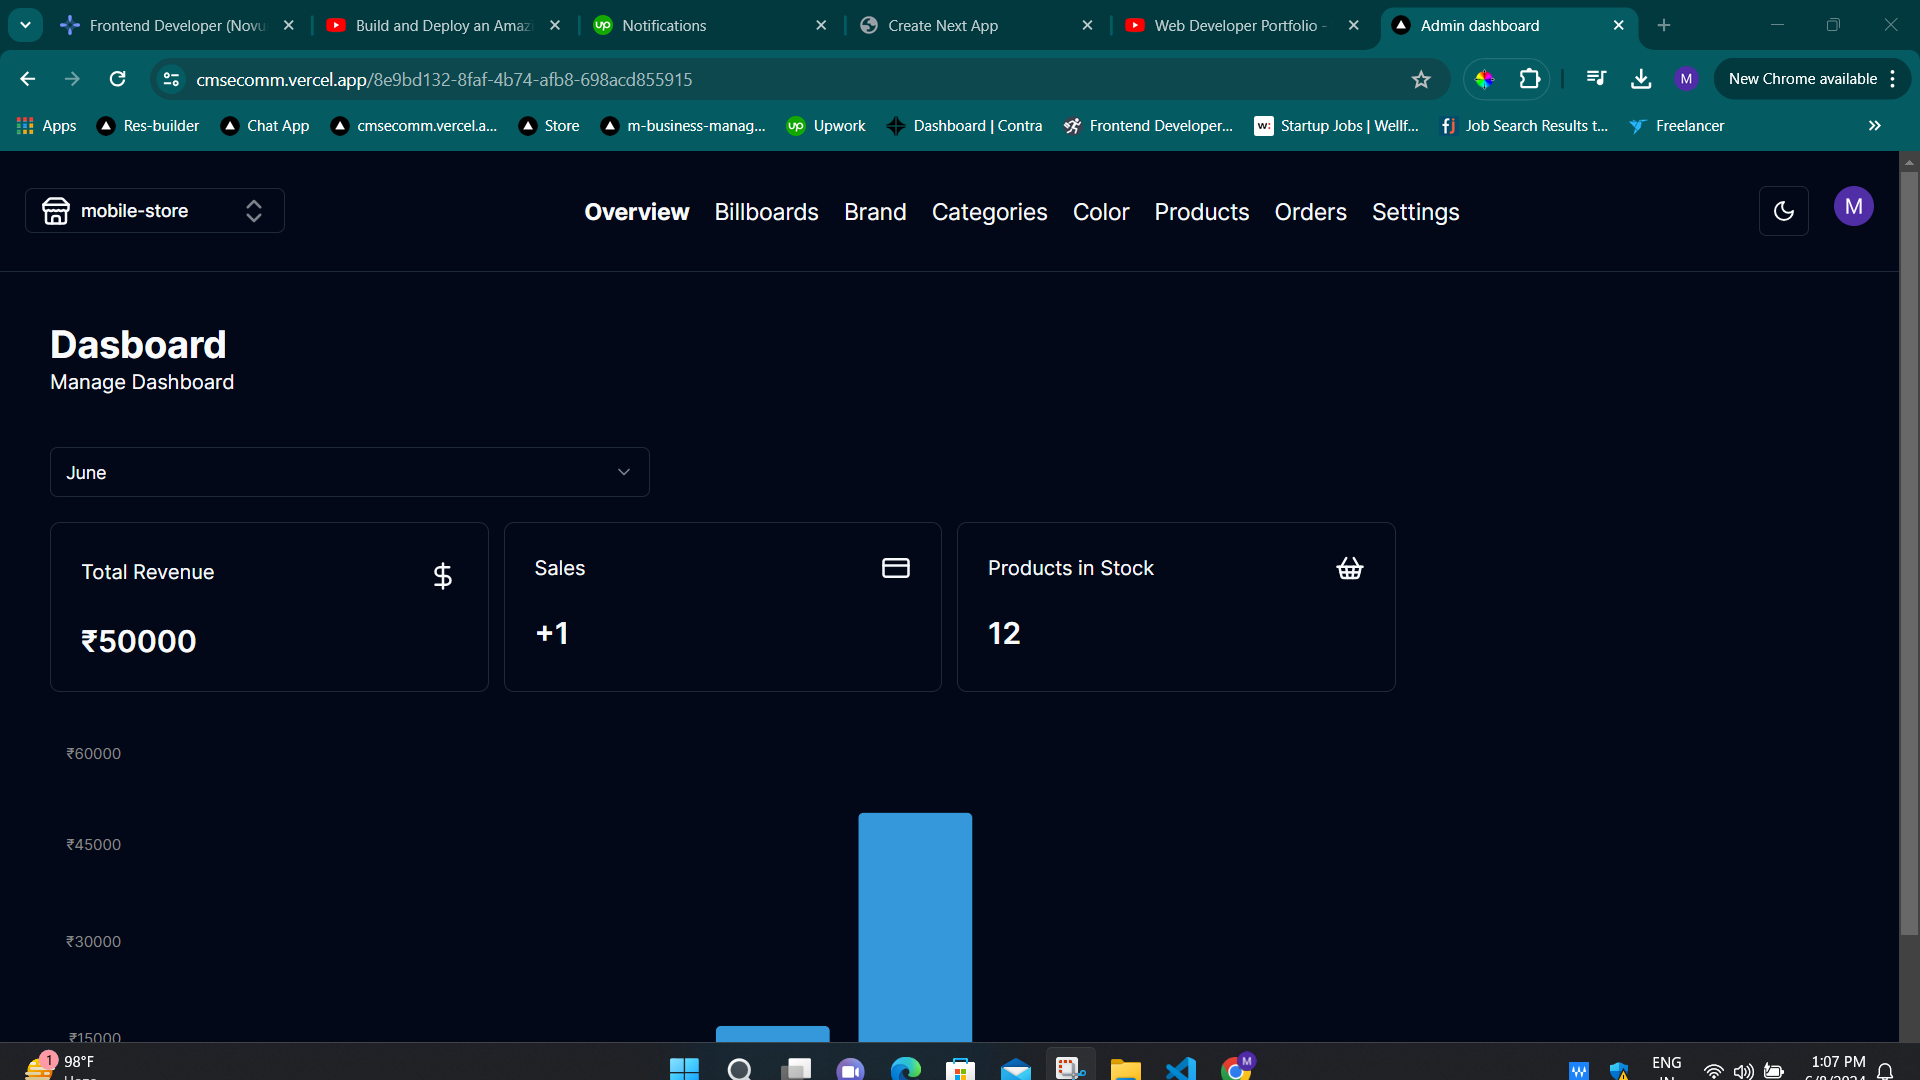 Frontend Developer (Novu
Build and Deploy an Amaz
Notifications
Create Next App
Web Developer Portfolio -
Admin dashboard
cmsecomm.vercel.app/8e9bd132-8faf-4b74-afb8-698acd855915
M
New Chrome available
Apps
Res-builder
Chat App
cmsecomm.vercel.a...
Store
m-business-manag...
up
Upwork
Dashboard | Contra
Frontend Developer...
w:
Startup Jobs | Wellf...
fj
Job Search Results t...
Freelancer
mobile-store
Overview
Billboards
Brand
Categories
Color
Products
Orders
Settings
M
Dasboard
Manage Dashboard
June
Total Revenue
$
₹50000
Sales
+1
Products in Stock
12
₹60000
₹45000
₹30000
₹15000
1
98°F
M
ENG
1:07 PM